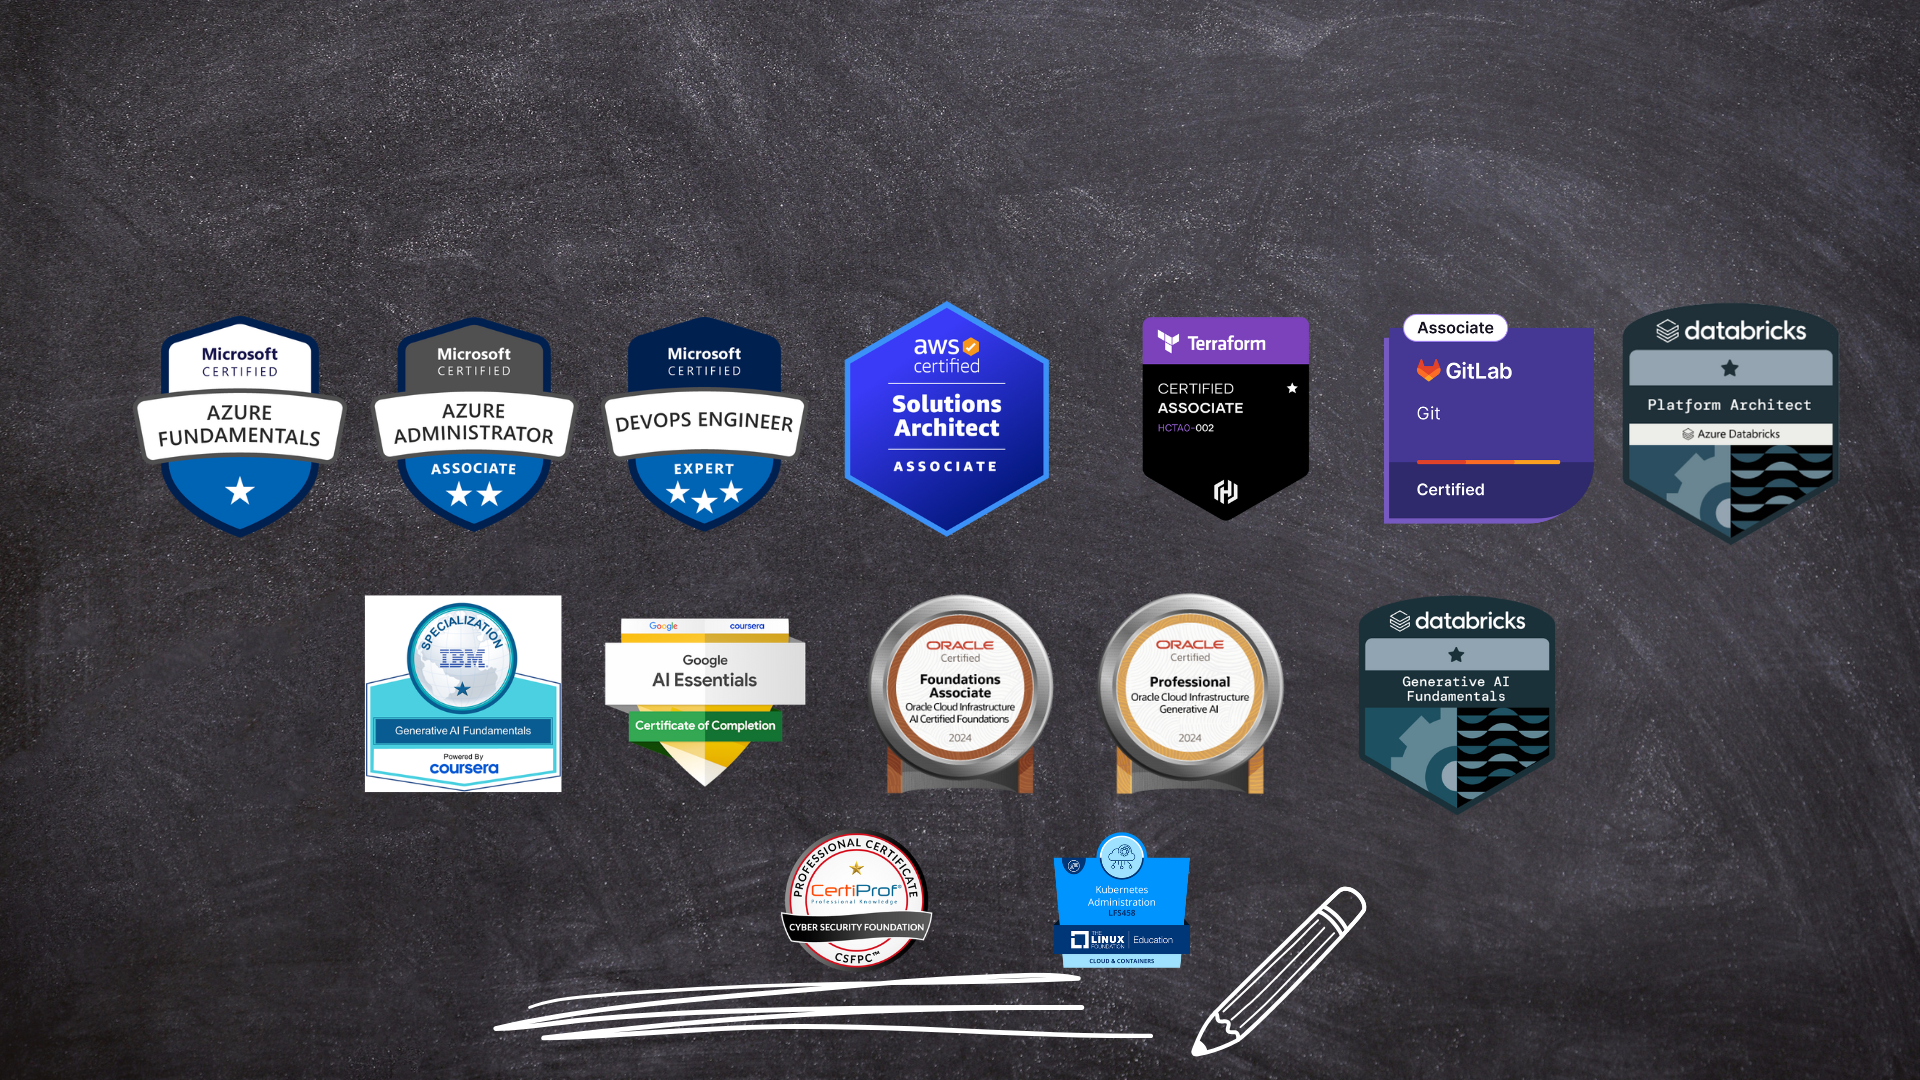 Microsoft
CERTIFIED
AZURE
FUNDAMENTALS
Microsoft
CERTIFIED
AZURE
ADMINISTRATOR
ASSOCIATE
Microsoft
CERTIFIED
DEVOPS ENGINEER
EXPERT
aws
certified
Solutions
Architect
ASSOCIATE
Terraform
CERTIFIED
ASSOCIATE
HCTA0-002
Associate
GitLab
Git
Certified
databricks
Platform Architect
Azure Databricks
SPECIALIZATION
IBM
Generative AI Fundamentals
Powered By
coursera
Google coursera
Google
AI Essentials
Certificate of Completion
ORACLE
Certified
Foundations
Associate
Oracle Cloud Infrastructure
AI Certified Foundations
2024
ORACLE
Certified
Professional
Oracle Cloud Infrastructure
Generative AI
2024
databricks
Generative AI
Fundamentals
PROFESSIONAL CERTIFICATE
CertiProf®
Professional Knowledge
CYBER SECURITY FOUNDATION
CSFPC™
Kubernetes
Administration
LFS458
THE
LINUX
FOUNDATION
Education
CLOUD & CONTAINERS